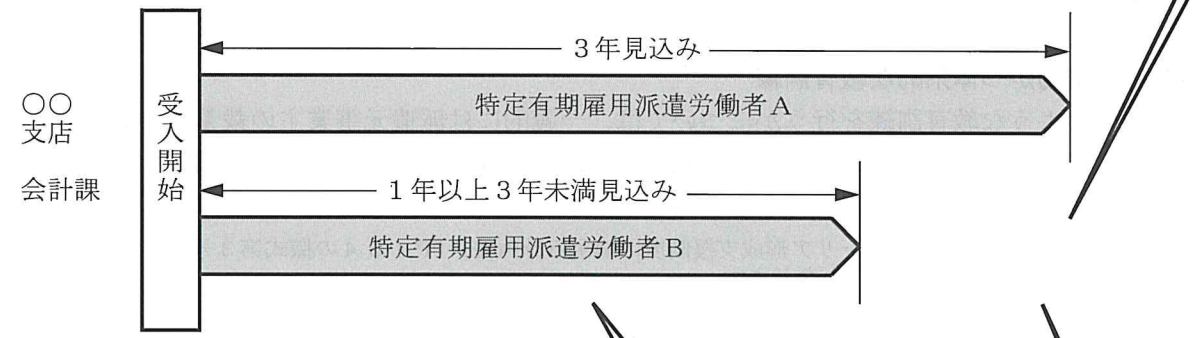 3年見込み
特定有期雇用派遣労働者A
○○
支店
会計課
受入開始
1年以上3年未満見込み
特定有期雇用派遣労働者B